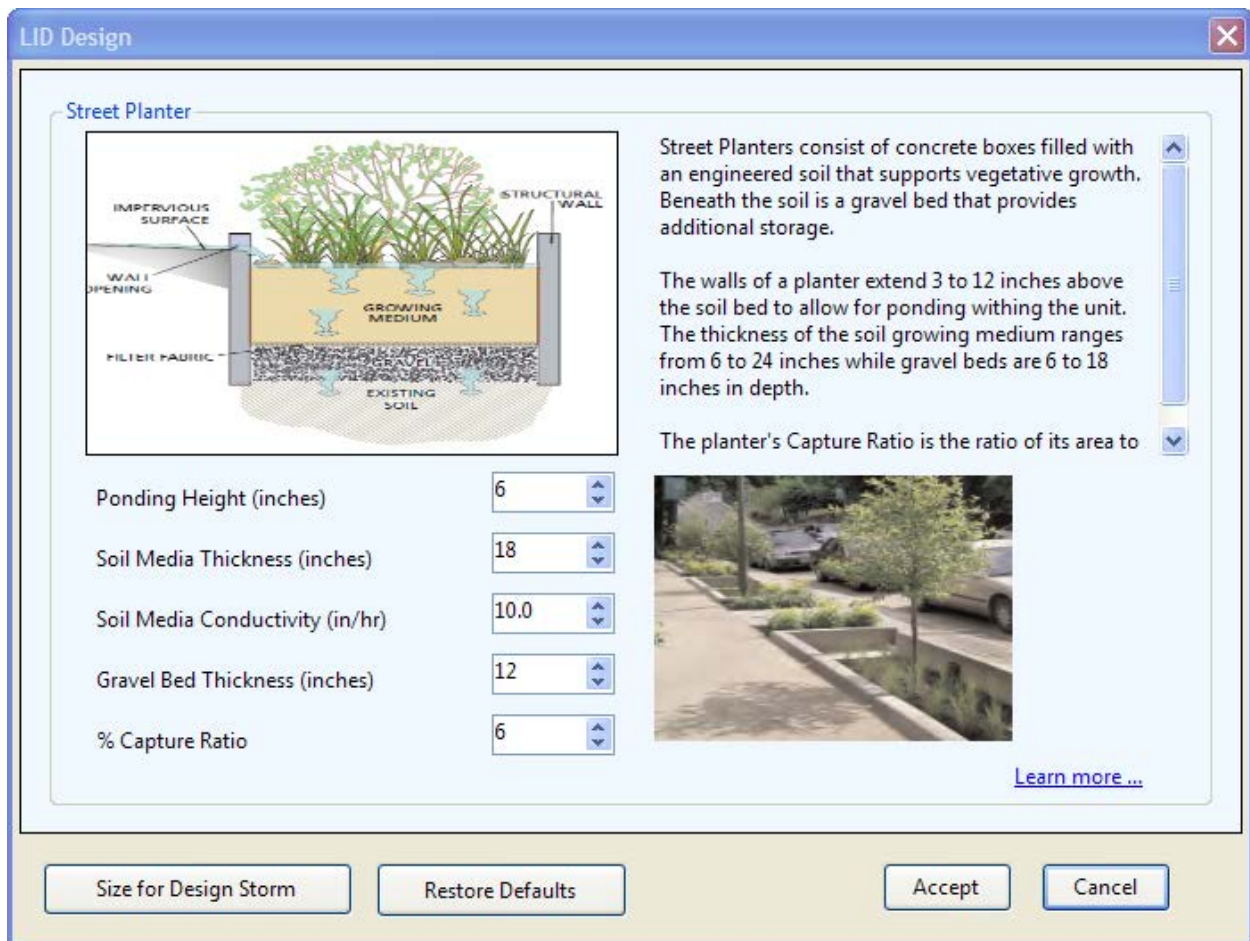 LID Design
Street Planter
IMPERVIOUS
SURFACE
STRUCTURAL
WALL
WALL
OPENING
GROWING
MEDIUM
FILTER FABRIC
GRAVEL
EXISTING
SOIL
Street Planters consist of concrete boxes filled with
an engineered soil that supports vegetative growth.
Beneath the soil is a gravel bed that provides
additional storage.
The walls of a planter extend 3 to 12 inches above
the soil bed to allow for ponding withing the unit.
The thickness of the soil growing medium ranges
from 6 to 24 inches while gravel beds are 6 to 18
inches in depth.
The planter's Capture Ratio is the ratio of its area to
Ponding Height (inches) 6
Soil Media Thickness (inches) 18
Soil Media Conductivity (in/hr) 10.0
Gravel Bed Thickness (inches) 12
% Capture Ratio 6
Learn more ...
Size for Design Storm Restore Defaults Accept Cancel